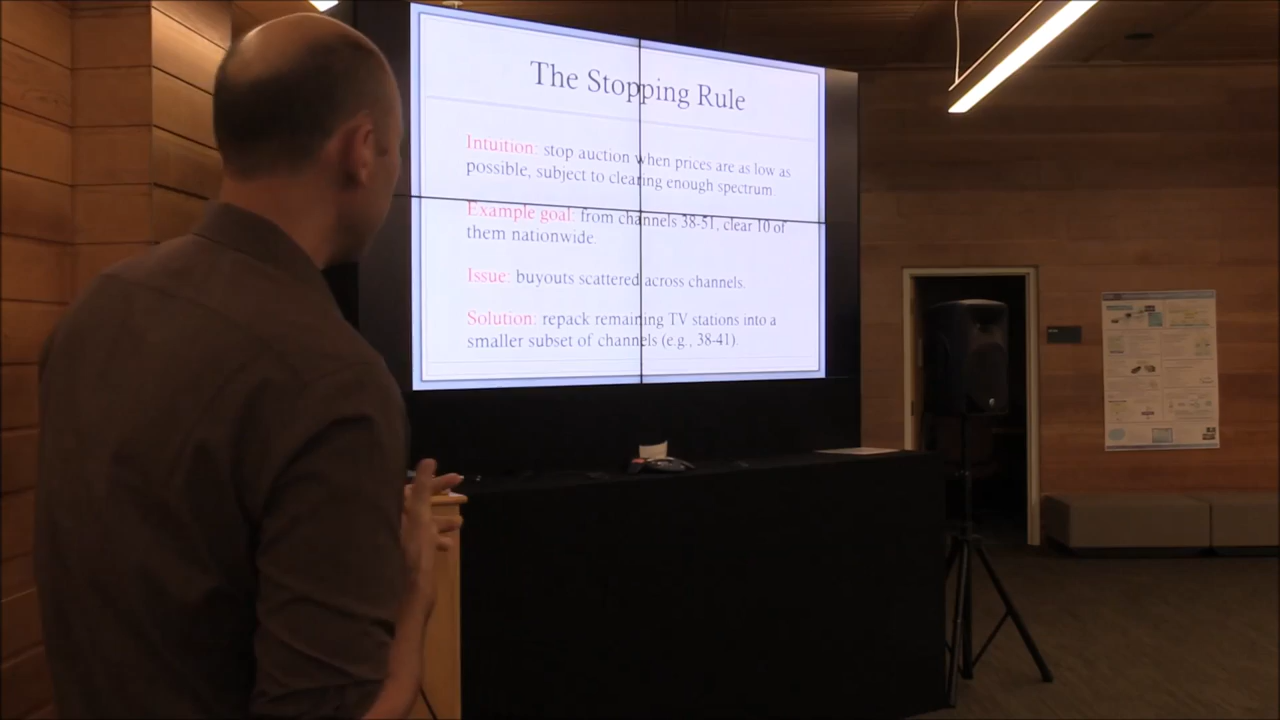 The Stopping Rule
Intuition: stop auction when prices are as low as
possible, subject to clearing enough spectrum.
Example goal: from channels 38-51, clear 10 of
them nationwide.
Issue: buyouts scattered across channels.
Solution: repack remaining TV stations into a
smaller subset of channels (e.g., 38-41).